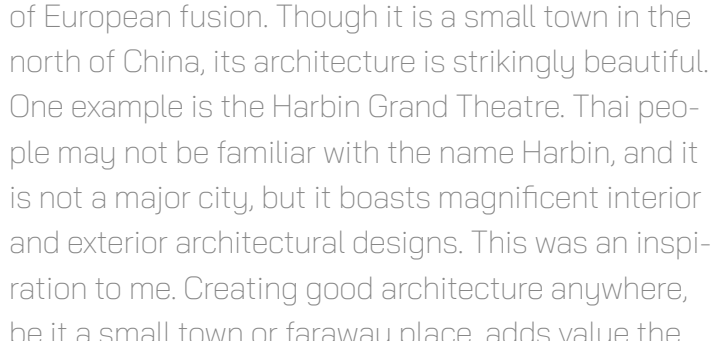 of European fusion. Though it is a small town in the
north of China, its architecture is strikingly beautiful.
One example is the Harbin Grand Theatre. Thai peo-
ple may not be familiar with the name Harbin, and it
is not a major city, but it boasts magnificent interior
and exterior architectural designs. This was an inspi-
ration to me. Creating good architecture anywhere,
be it a small town or faraway place, adds value the